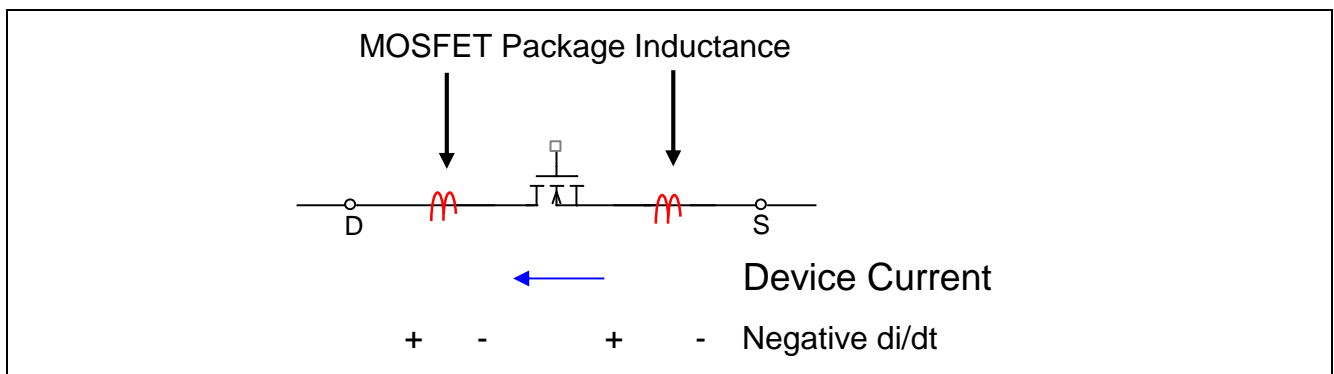 MOSFET Package Inductance
D S
Device Current
+ - + - Negative di/dt